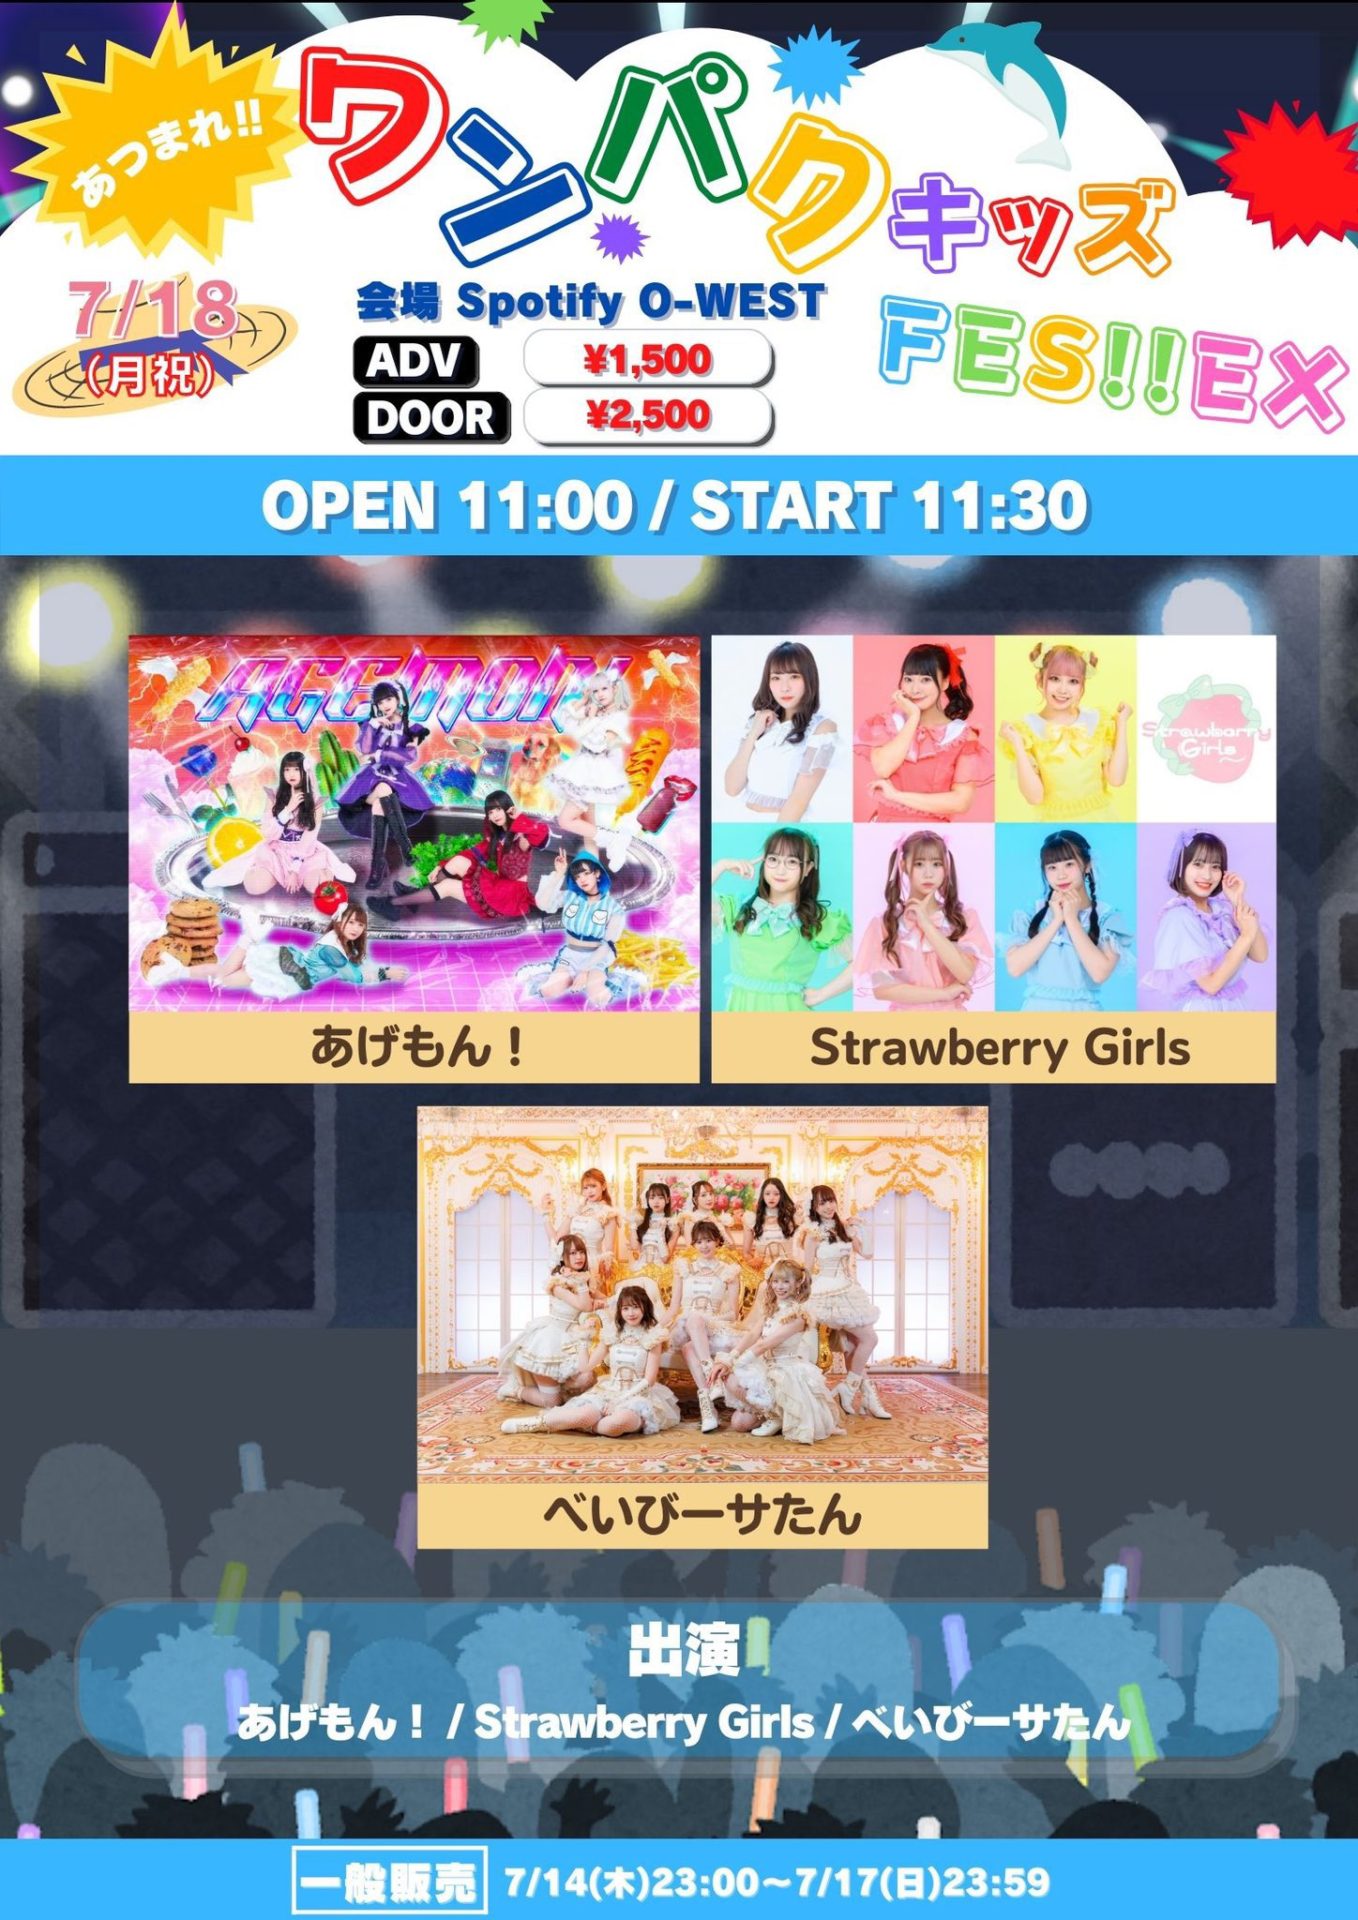 あつまれ!!
ワンパクキッズ
FES!!EX
7/18
(月祝)
会場 Spotify O-WEST
ADV ¥1,500
DOOR ¥2,500
OPEN 11:00 / START 11:30
AGEMON
Strawberry
Girls
あげもん！
Strawberry Girls
べいびーサたん
出演
あげもん！ / Strawberry Girls / べいびーサたん
一般販売 7/14(木)23:00〜7/17(日)23:59